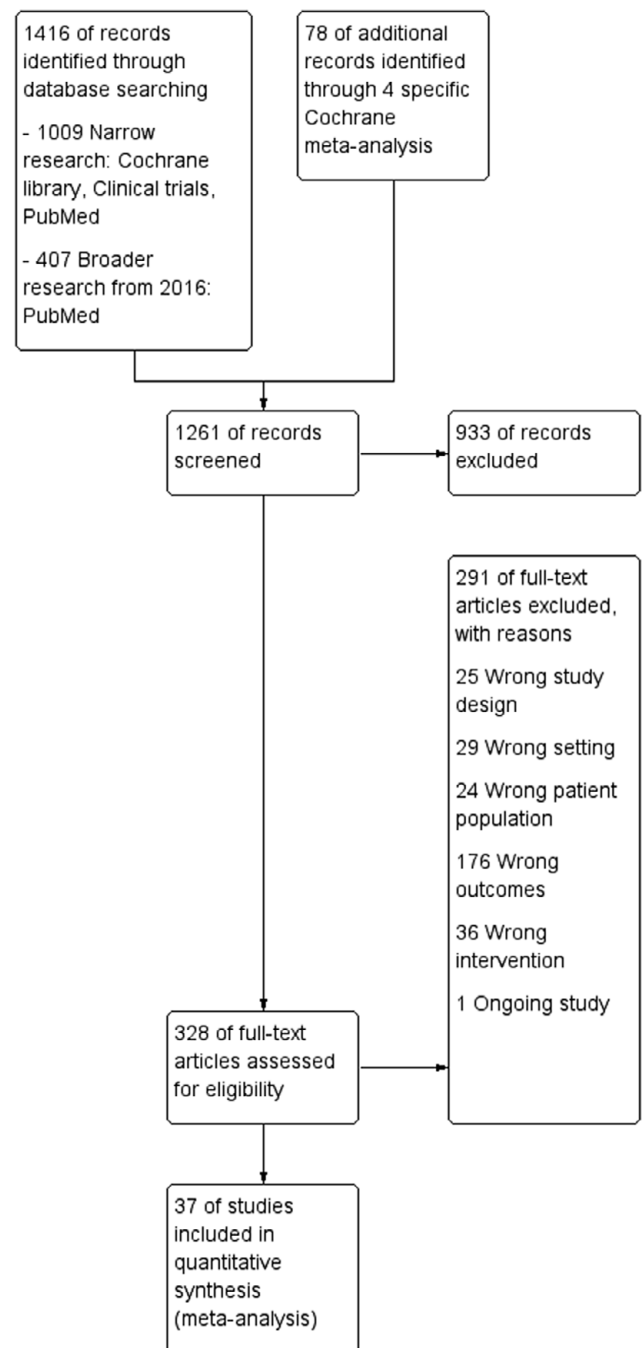 1416 of records
identified through
database searching
- 1009 Narrow
research: Cochrane
library, Clinical trials,
PubMed
- 407 Broader
research from 2016:
PubMed
78 of additional
records identified
through 4 specific
Cochrane
meta-analysis
1261 of records
screened
933 of records
excluded
291 of full-text
articles excluded,
with reasons
25 Wrong study
design
29 Wrong setting
24 Wrong patient
population
176 Wrong
outcomes
36 Wrong
intervention
1 Ongoing study
328 of full-text
articles assessed
for eligibility
37 of studies
included in
quantitative
synthesis
(meta-analysis)